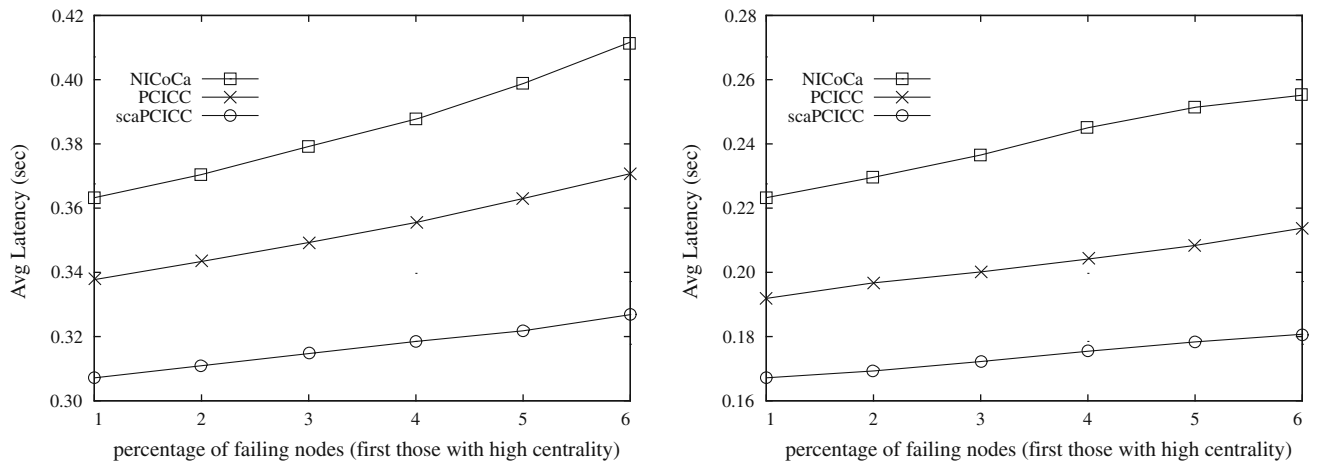 0.42
0.40
0.38
0.36
0.34
0.32
0.30
Avg Latency (sec)
NICoCa
PCICC
scaPCICC
1 2 3 4 5 6
percentage of failing nodes (first those with high centrality)
0.28
0.26
0.24
0.22
0.20
0.18
0.16
Avg Latency (sec)
NICoCa
PCICC
scaPCICC
1 2 3 4 5 6
percentage of failing nodes (first those with high centrality)